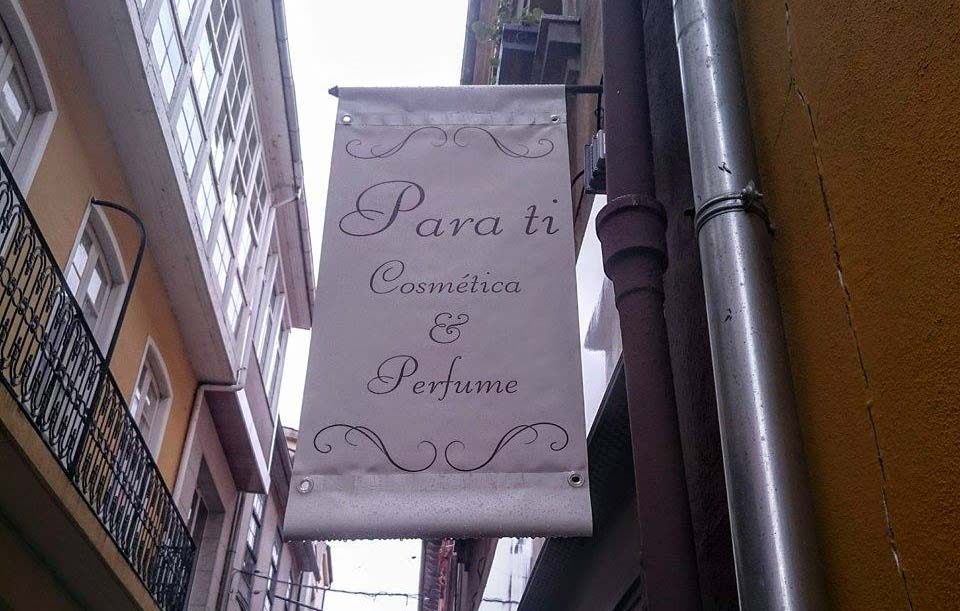 Para ti
Cosmética
&
Perfume